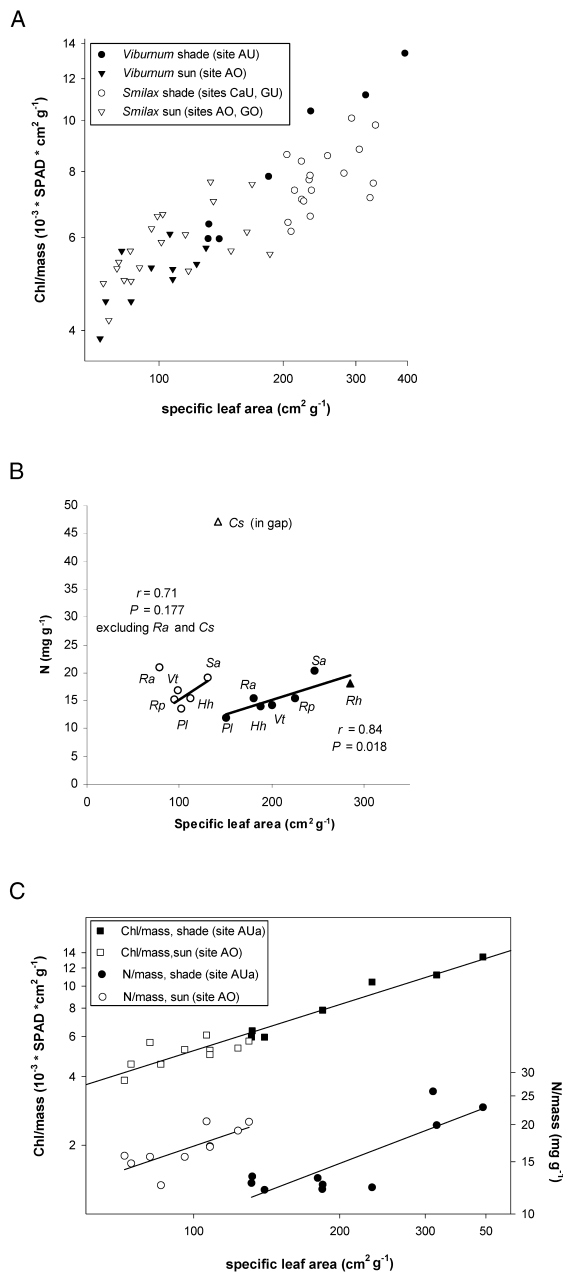 A
Viburnum shade (site AU)
Viburnum sun (site AO)
Smilax shade (sites CaU, GU)
Smilax sun (sites AO, GO)
14
12
10
8
6
4
Chl/mass (10-3 * SPAD * cm2 g-1)
100
200
300
400
specific leaf area (cm2 g-1)
B
50
45
40
35
30
25
20
15
10
5
0
N (mg g-1)
Cs (in gap)
r = 0.71
P = 0.177
excluding Ra and Cs
Ra
Vt
Sa
Rp
Pl
Hh
Ra
Sa
Pl
Hh
Vt
Rp
Rh
r = 0.84
P = 0.018
0
100
200
300
Specific leaf area (cm2 g-1)
C
Chl/mass, shade (site AUa)
Chl/mass,sun (site AO)
N/mass, shade (site AUa)
N/mass, sun (site AO)
14
12
10
8
6
4
2
Chl/mass (10-3 * SPAD *cm2 g-1)
30
25
20
15
10
N/mass (mg g-1)
100
200
300
50
specific leaf area (cm2 g-1)